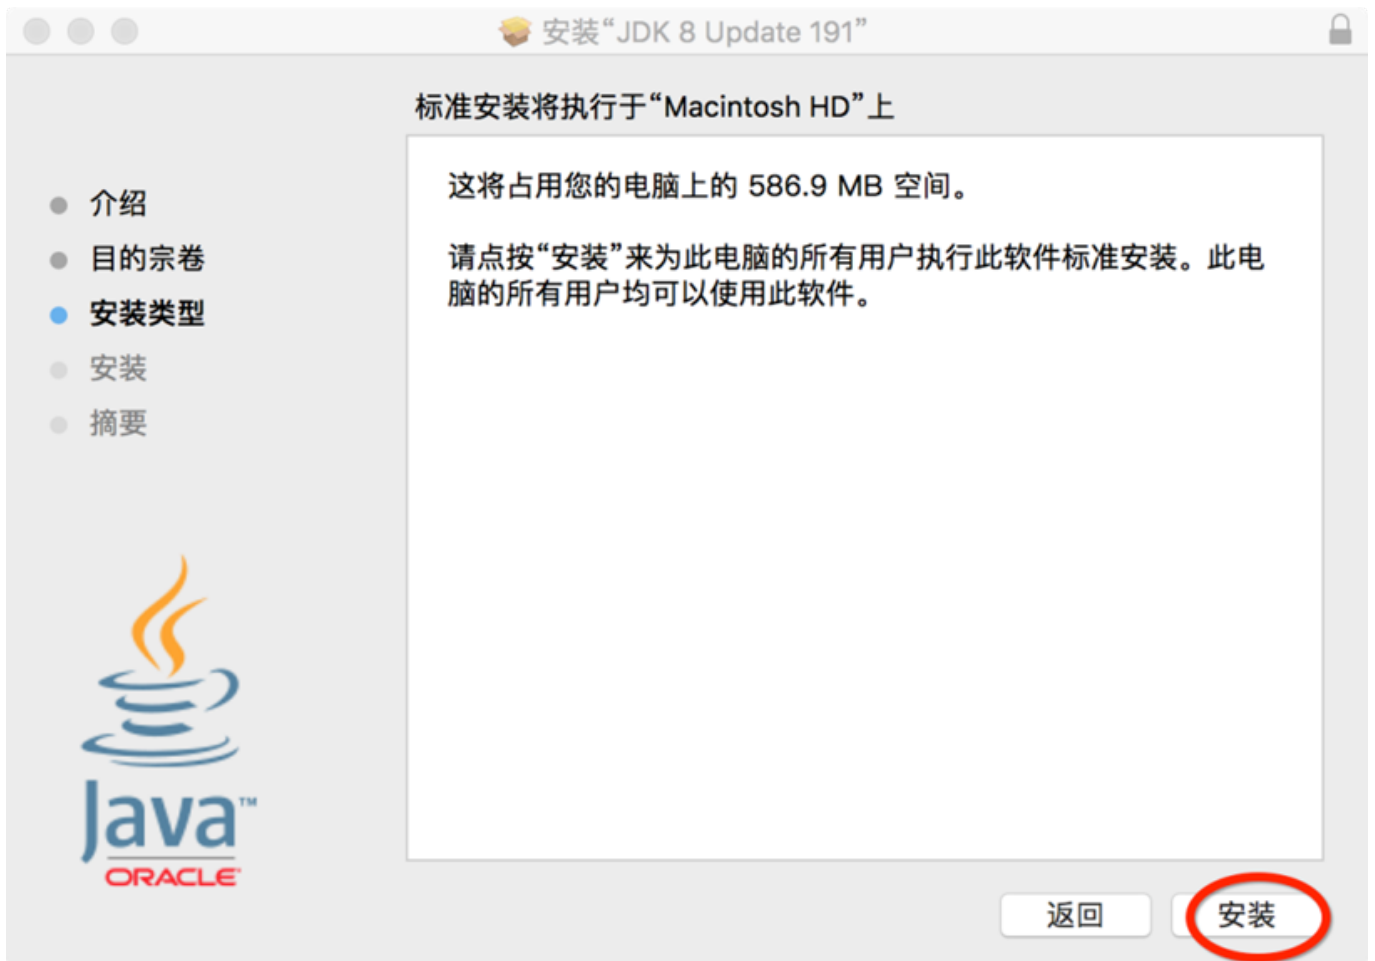 安装“JDK 8 Update 191”
标准安装将执行于“Macintosh HD”上
介绍
目的宗卷
安装类型
安装
摘要
这将占用您的电脑上的 586.9 MB 空间。
请点按“安装”来为此电脑的所有用户执行此软件标准安装。此电
脑的所有用户均可以使用此软件。
Java™
ORACLE
返回
安装